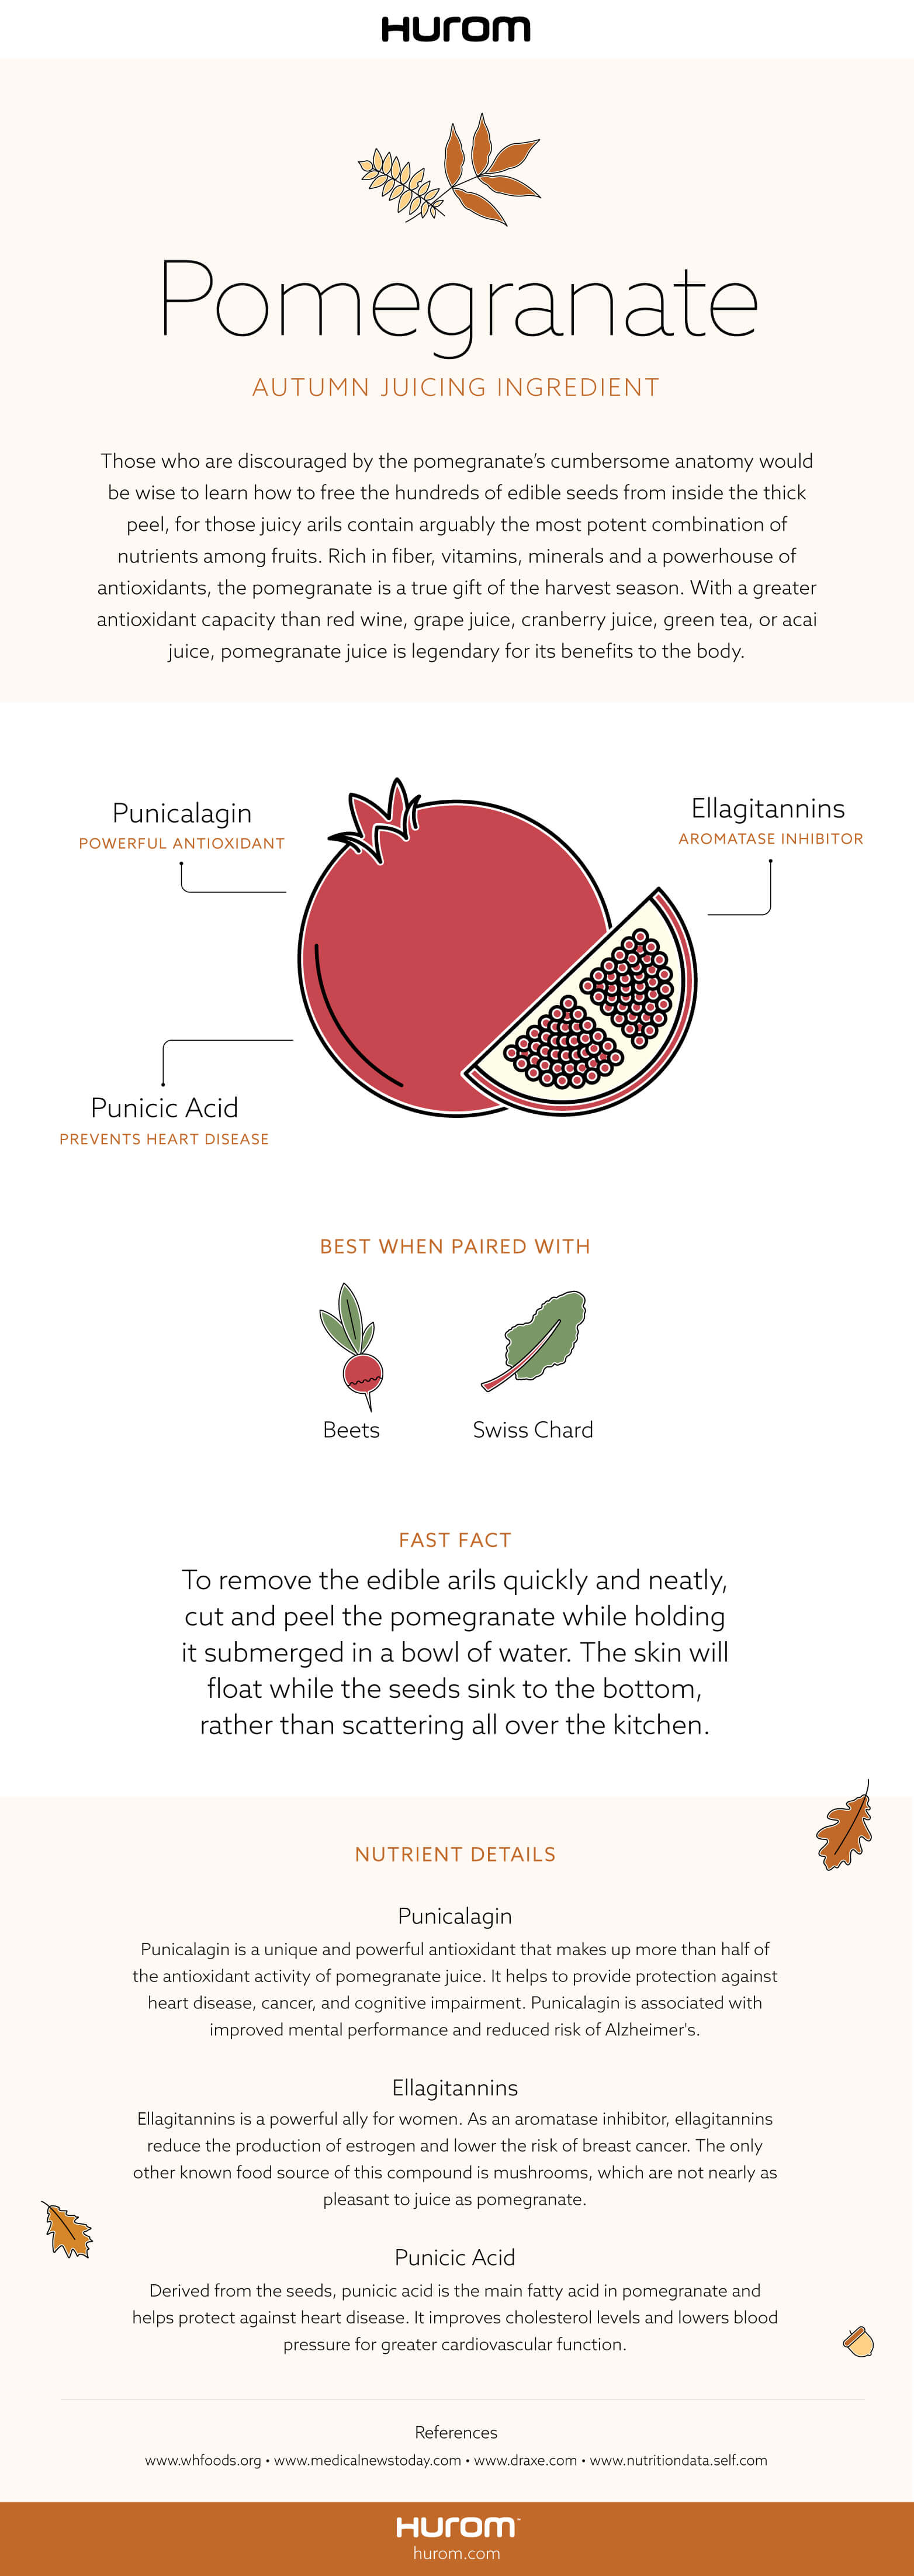 HUROM
Pomegranate
AUTUMN JUICING INGREDIENT
Those who are discouraged by the pomegranate’s cumbersome anatomy would
be wise to learn how to free the hundreds of edible seeds from inside the thick
peel, for those juicy arils contain arguably the most potent combination of
nutrients among fruits. Rich in fiber, vitamins, minerals and a powerhouse of
antioxidants, the pomegranate is a true gift of the harvest season. With a greater
antioxidant capacity than red wine, grape juice, cranberry juice, green tea, or acai
juice, pomegranate juice is legendary for its benefits to the body.
Punicalagin
POWERFUL ANTIOXIDANT
Ellagitannins
AROMATASE INHIBITOR
Punicic Acid
PREVENTS HEART DISEASE
BEST WHEN PAIRED WITH
Beets
Swiss Chard
FAST FACT
To remove the edible arils quickly and neatly,
cut and peel the pomegranate while holding
it submerged in a bowl of water. The skin will
float while the seeds sink to the bottom,
rather than scattering all over the kitchen.
NUTRIENT DETAILS
Punicalagin
Punicalagin is a unique and powerful antioxidant that makes up more than half of
the antioxidant activity of pomegranate juice. It helps to provide protection against
heart disease, cancer, and cognitive impairment. Punicalagin is associated with
improved mental performance and reduced risk of Alzheimer's.
Ellagitannins
Ellagitannins is a powerful ally for women. As an aromatase inhibitor, ellagitannins
reduce the production of estrogen and lower the risk of breast cancer. The only
other known food source of this compound is mushrooms, which are not nearly as
pleasant to juice as pomegranate.
Punicic Acid
Derived from the seeds, punicic acid is the main fatty acid in pomegranate and
helps protect against heart disease. It improves cholesterol levels and lowers blood
pressure for greater cardiovascular function.
References
www.whfoods.org • www.medicalnewstoday.com • www.draxe.com • www.nutritiondata.self.com
HUROM™
hurom.com